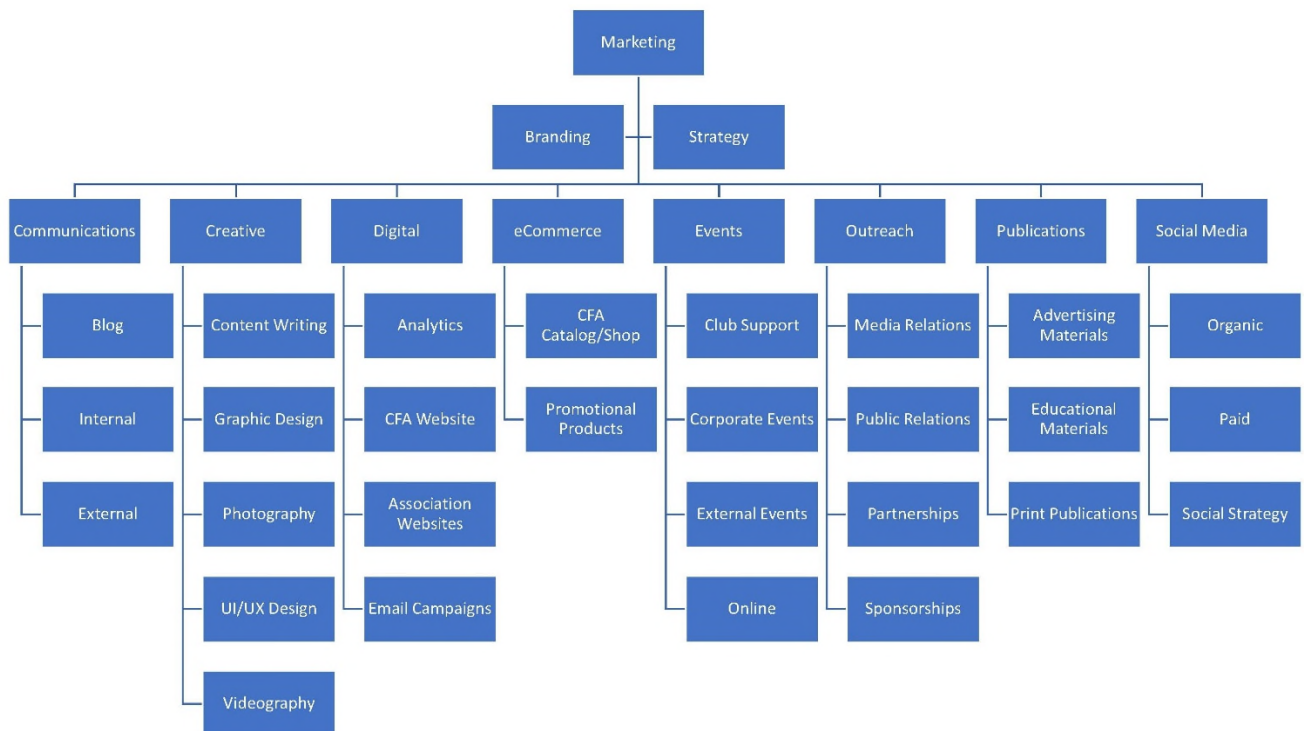 Marketing
Branding
Strategy
Communications
Creative
Digital
eCommerce
Events
Outreach
Publications
Social Media
Blog
Internal
External
Content Writing
Graphic Design
Photography
UI/UX Design
Videography
Analytics
CFA Website
Association
Websites
Email Campaigns
CFA
Catalog/Shop
Promotional
Products
Club Support
Corporate Events
External Events
Online
Media Relations
Public Relations
Partnerships
Sponsorships
Advertising
Materials
Educational
Materials
Print Publications
Organic
Paid
Social Strategy